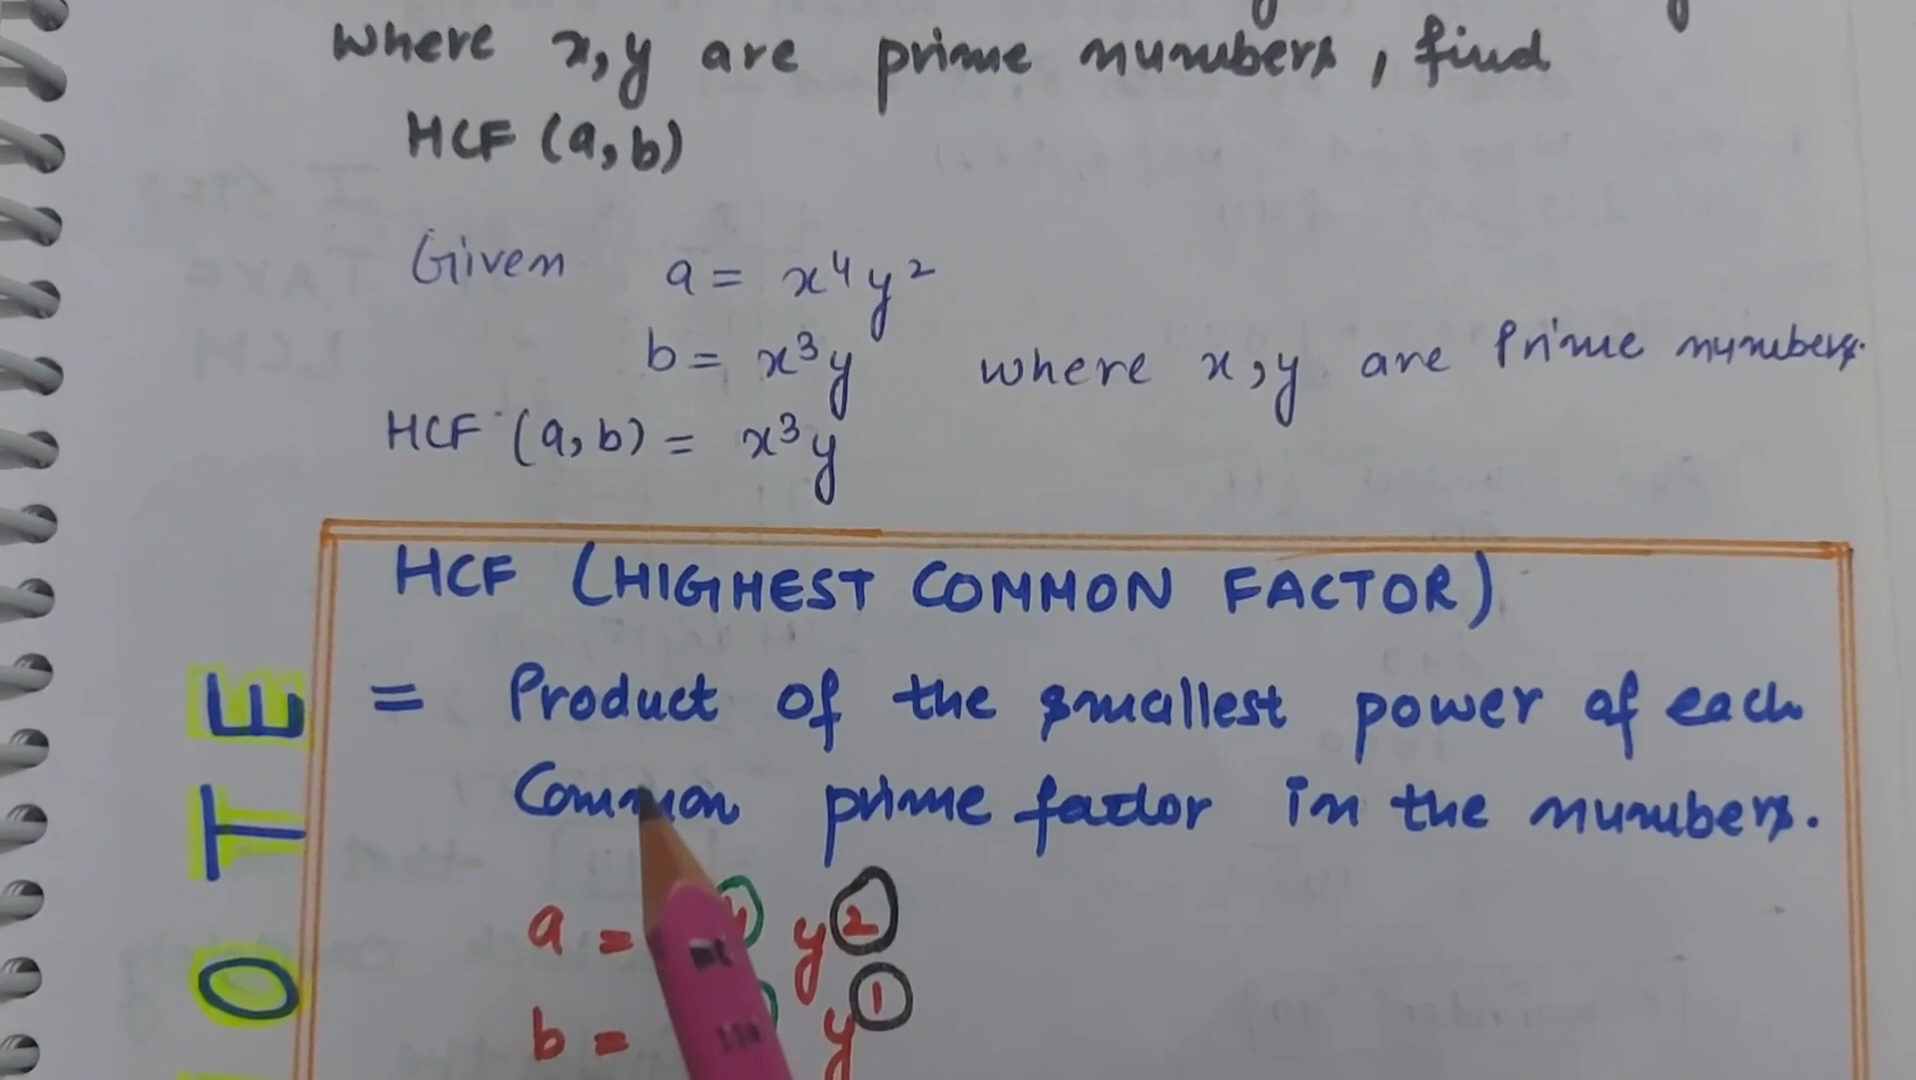 where x,y are prime numbers, find
HCF (a,b)
Given a = x⁴y²
b = x³y where x,y are Prime numbers.
HCF (a,b) = x³y
HCF (HIGHEST COMMON FACTOR)
= Product of the smallest power of each
Common prime factor in the numbers.
a = y²
b = y¹
NOTE